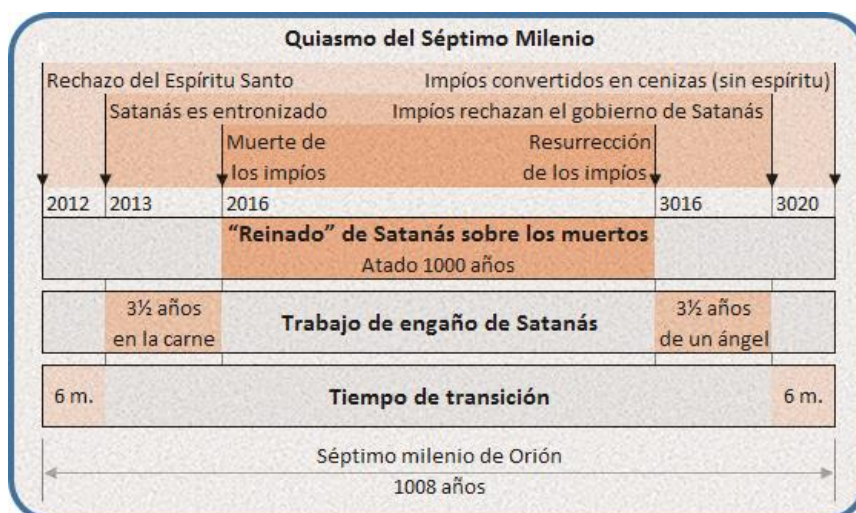 Quiasmo del Séptimo Milenio
Rechazo del Espíritu Santo
Impíos convertidos en cenizas (sin espíritu)
Satanás es entronizado
Impíos rechazan el gobierno de Satanás
Muerte de
los impíos
Resurrección
de los impíos
2012 2013 2016 3016 3020
“Reinado” de Satanás sobre los muertos
Atado 1000 años
3½ años
en la carne
Trabajo de engaño de Satanás
3½ años
de un ángel
6 m. Tiempo de transición 6 m.
Séptimo milenio de Orión
1008 años